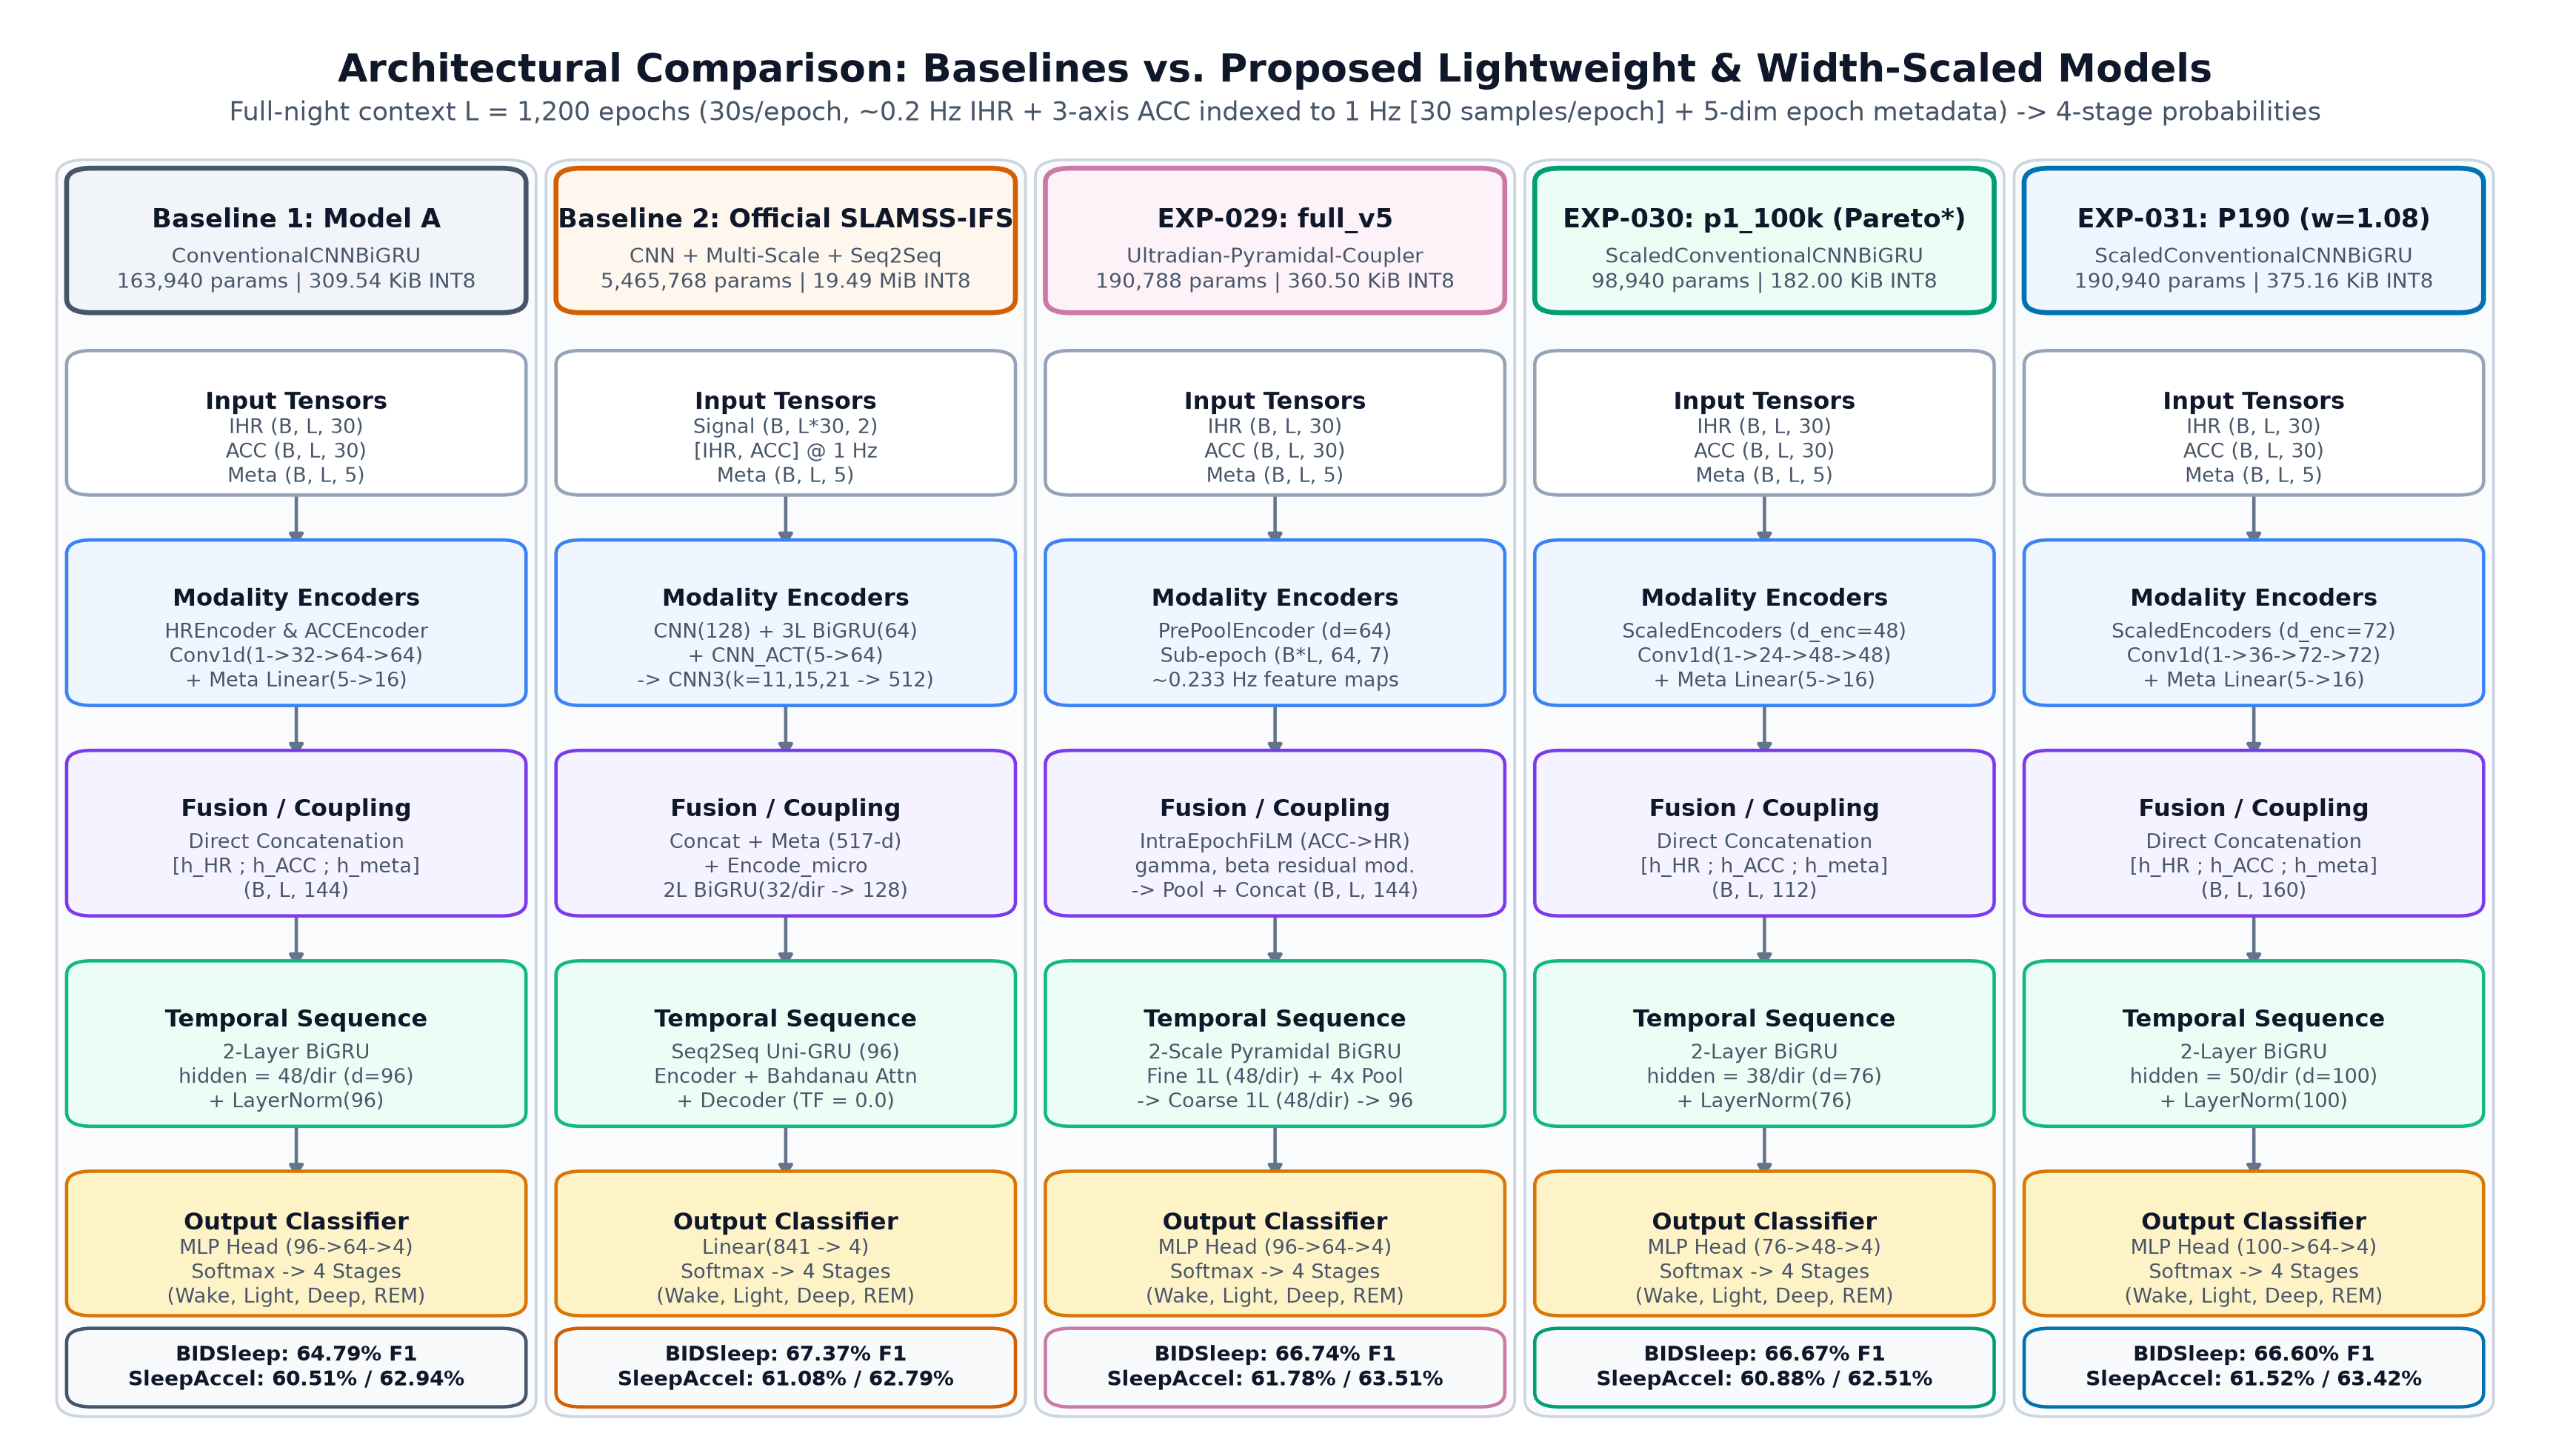 Architectural Comparison: Baselines vs. Proposed Lightweight & Width-Scaled Models
Full-night context L = 1,200 epochs (30s/epoch, ~0.2 Hz IHR + 3-axis ACC indexed to 1 Hz [30 samples/epoch] + 5-dim epoch metadata) -> 4-stage probabilities
Baseline 1: Model A
ConventionalCNNBiGRU
163,940 params | 309.54 KiB INT8
Input Tensors
IHR (B, L, 30)
ACC (B, L, 30)
Meta (B, L, 5)
Modality Encoders
HREncoder & ACCEncoder
Conv1d(1->32->64->64)
+ Meta Linear(5->16)
Fusion / Coupling
Direct Concatenation
[h_HR ; h_ACC ; h_meta]
(B, L, 144)
Temporal Sequence
2-Layer BiGRU
hidden = 48/dir (d=96)
+ LayerNorm(96)
Output Classifier
MLP Head (96->64->4)
Softmax -> 4 Stages
(Wake, Light, Deep, REM)
BIDSleep: 64.79% F1
SleepAccel: 60.51% / 62.94%
Baseline 2: Official SLAMSS-IFS
CNN + Multi-Scale + Seq2Seq
5,465,768 params | 19.49 MiB INT8
Input Tensors
Signal (B, L*30, 2)
[IHR, ACC] @ 1 Hz
Meta (B, L, 5)
Modality Encoders
CNN(128) + 3L BiGRU(64)
+ CNN_ACT(5->64)
-> CNN3(k=11,15,21 -> 512)
Fusion / Coupling
Concat + Meta (517-d)
+ Encode_micro
2L BiGRU(32/dir -> 128)
Temporal Sequence
Seq2Seq Uni-GRU (96)
Encoder + Bahdanau Attn
+ Decoder (TF = 0.0)
Output Classifier
Linear(841 -> 4)
Softmax -> 4 Stages
(Wake, Light, Deep, REM)
BIDSleep: 67.37% F1
SleepAccel: 61.08% / 62.79%
EXP-029: full_v5
Ultradian-Pyramidal-Coupler
190,788 params | 360.50 KiB INT8
Input Tensors
IHR (B, L, 30)
ACC (B, L, 30)
Meta (B, L, 5)
Modality Encoders
PrePoolEncoder (d=64)
Sub-epoch (B*L, 64, 7)
~0.233 Hz feature maps
Fusion / Coupling
IntraEpochFiLM (ACC->HR)
gamma, beta residual mod.
-> Pool + Concat (B, L, 144)
Temporal Sequence
2-Scale Pyramidal BiGRU
Fine 1L (48/dir) + 4x Pool
-> Coarse 1L (48/dir) -> 96
Output Classifier
MLP Head (96->64->4)
Softmax -> 4 Stages
(Wake, Light, Deep, REM)
BIDSleep: 66.74% F1
SleepAccel: 61.78% / 63.51%
EXP-030: p1_100k (Pareto*)
ScaledConventionalCNNBiGRU
98,940 params | 182.00 KiB INT8
Input Tensors
IHR (B, L, 30)
ACC (B, L, 30)
Meta (B, L, 5)
Modality Encoders
ScaledEncoders (d_enc=48)
Conv1d(1->24->48->48)
+ Meta Linear(5->16)
Fusion / Coupling
Direct Concatenation
[h_HR ; h_ACC ; h_meta]
(B, L, 112)
Temporal Sequence
2-Layer BiGRU
hidden = 38/dir (d=76)
+ LayerNorm(76)
Output Classifier
MLP Head (76->48->4)
Softmax -> 4 Stages
(Wake, Light, Deep, REM)
BIDSleep: 66.67% F1
SleepAccel: 60.88% / 62.51%
EXP-031: P190 (w=1.08)
ScaledConventionalCNNBiGRU
190,940 params | 375.16 KiB INT8
Input Tensors
IHR (B, L, 30)
ACC (B, L, 30)
Meta (B, L, 5)
Modality Encoders
ScaledEncoders (d_enc=72)
Conv1d(1->36->72->72)
+ Meta Linear(5->16)
Fusion / Coupling
Direct Concatenation
[h_HR ; h_ACC ; h_meta]
(B, L, 160)
Temporal Sequence
2-Layer BiGRU
hidden = 50/dir (d=100)
+ LayerNorm(100)
Output Classifier
MLP Head (100->64->4)
Softmax -> 4 Stages
(Wake, Light, Deep, REM)
BIDSleep: 66.60% F1
SleepAccel: 61.52% / 63.42%